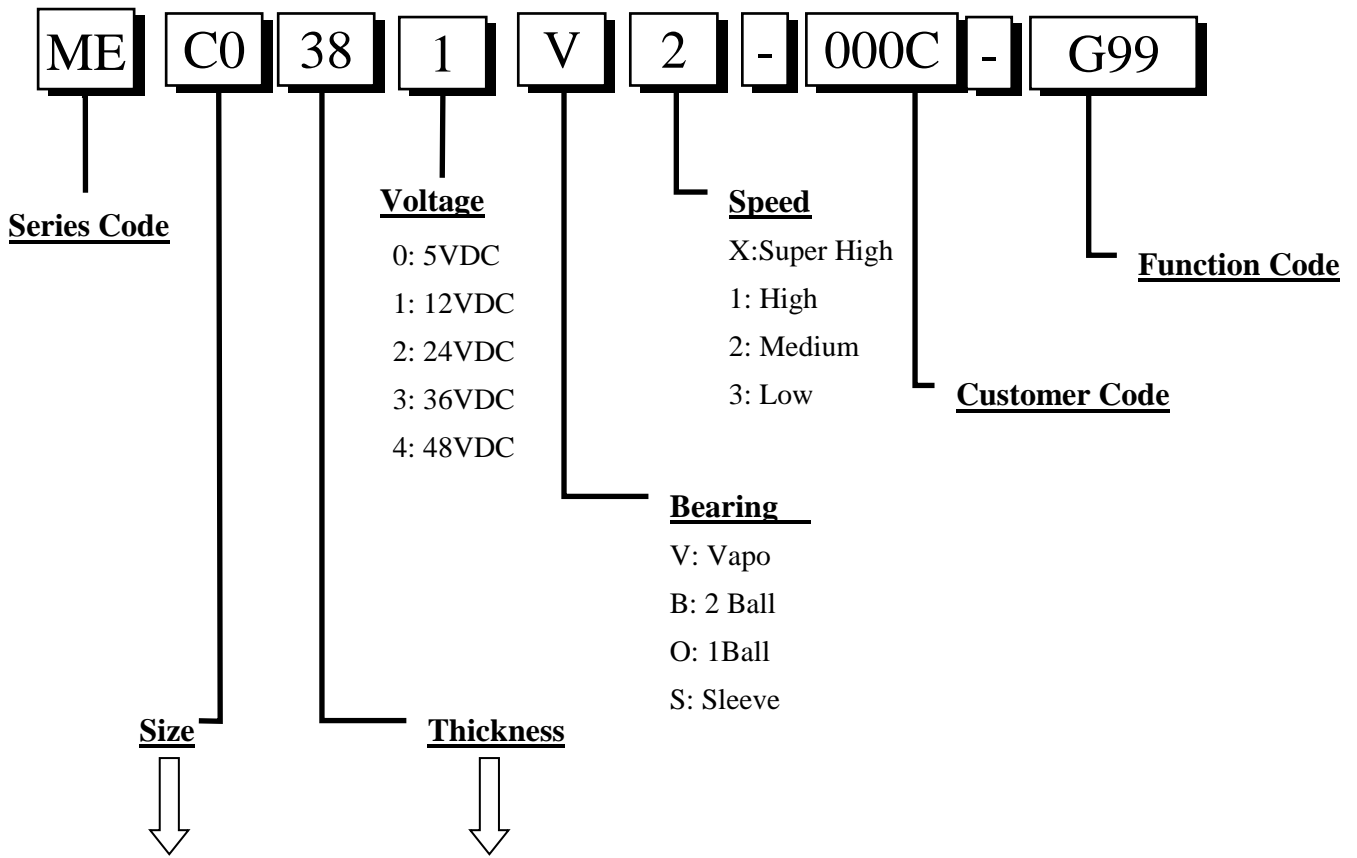 ME C0 38 1 V 2 - 000C - G99
Series Code
Voltage
0: 5VDC
1: 12VDC
2: 24VDC
3: 36VDC
4: 48VDC
Speed
X:Super High
1: High
2: Medium
3: Low
Function Code
Customer Code
Bearing
V: Vapo
B: 2 Ball
O: 1Ball
S: Sleeve
Size
Thickness